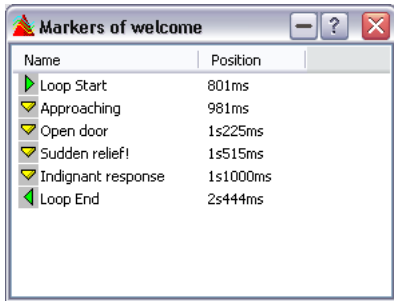 Markers of welcome
Name Position
Loop Start 801ms
Approaching 981ms
Open door 1s225ms
Sudden relief! 1s515ms
Indignant response 1s1000ms
Loop End 2s444ms